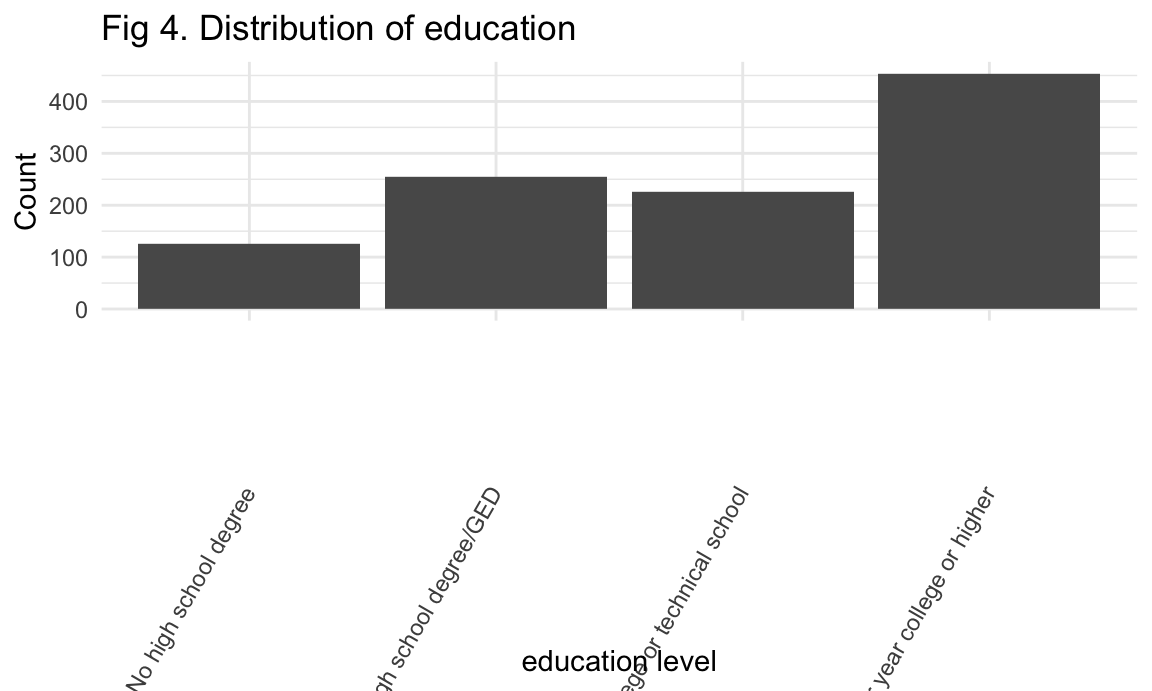 Fig 4. Distribution of education
Count
400
300
200
100
0
No high school degree
school degree/GED
or technical school
year college or higher
education level